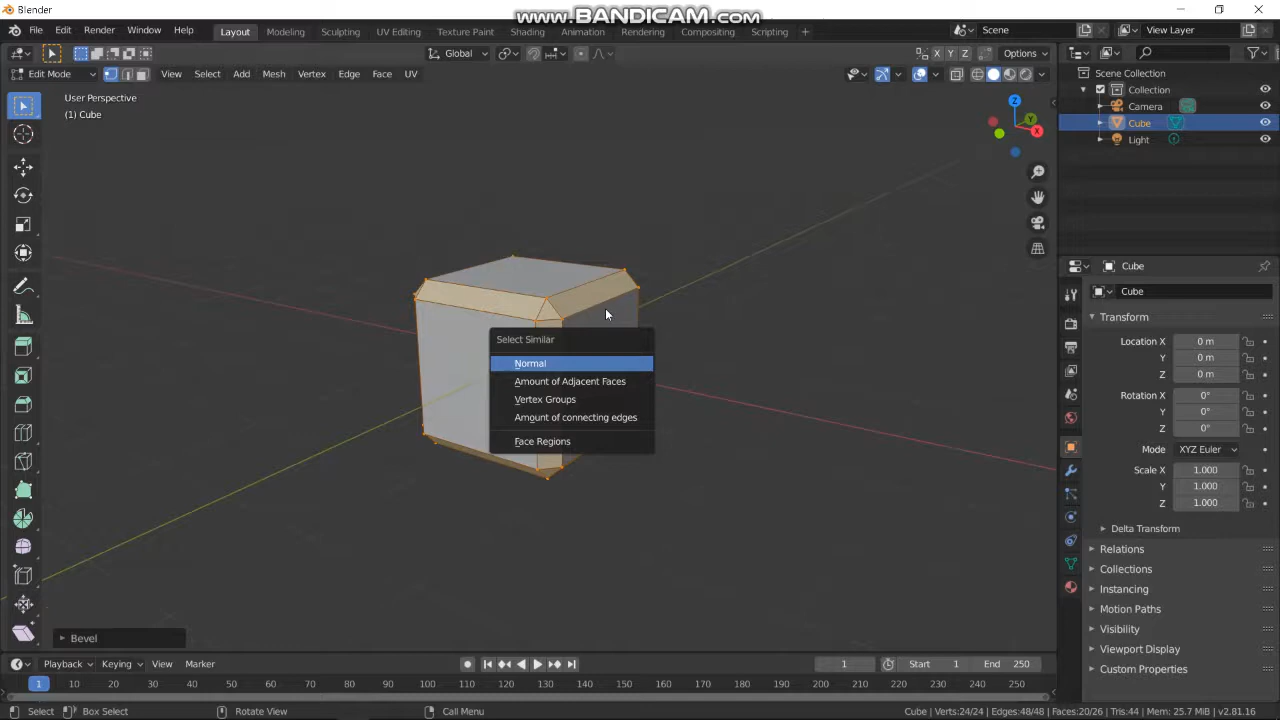 Blender
www.BANDICAM.com
File Edit Render Window Help
Layout Modeling Sculpting UV Editing Texture Paint Shading Animation Rendering Compositing Scripting +
Scene
View Layer
Global
Options
X Y Z
Edit Mode
View Select Add Mesh Vertex Edge Face UV
User Perspective
(1) Cube
Z
Y
X
Scene Collection
Collection
Camera
Cube
Light
Select Similar
Normal
Amount of Adjacent Faces
Vertex Groups
Amount of connecting edges
Face Regions
Cube
Cube
Transform
Location X 0 m
Y 0 m
Z 0 m
Rotation X 0°
Y 0°
Z 0°
Mode XYZ Euler
Scale X 1.000
Y 1.000
Z 1.000
Delta Transform
Relations
Collections
Instancing
Motion Paths
Visibility
Viewport Display
Custom Properties
Bevel
Playback Keying View Marker
1
Start 1
End 250
1 10 20 30 40 50 60 70 80 90 100 110 120 130 140 150 160 170 180 190 200 210 220 230 240 250
Select
Box Select
Rotate View
Call Menu
Cube | Verts:24/24 | Edges:48/48 | Faces:20/26 | Tris:44 | Mem: 25.7 MiB | v2.81.16